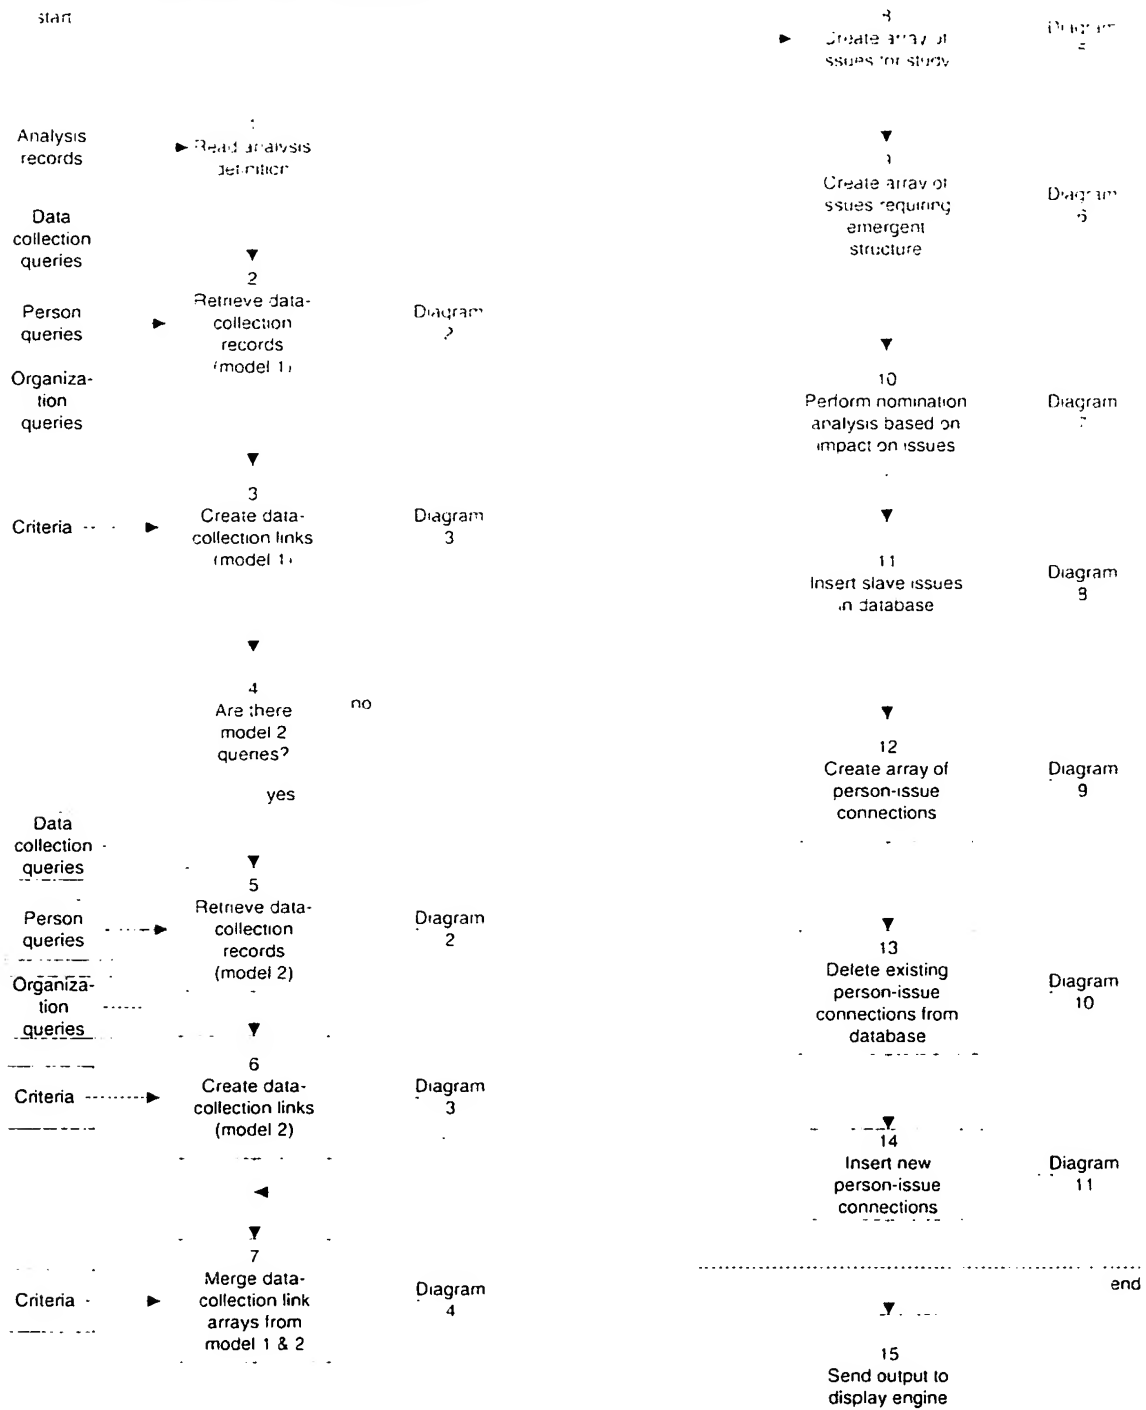 start
Analysis
records
1
Read analysis
definition
Data
collection
queries
Person
queries
Organiza-
tion
queries
2
Retrieve data-
collection
records
(model 1)
Diagram
2
Criteria
3
Create data-
collection links
(model 1)
Diagram
3
4
Are there
model 2
queries?
no
yes
Data
collection
queries
Person
queries
Organiza-
tion
queries
5
Retrieve data-
collection
records
(model 2)
Diagram
2
Criteria
6
Create data-
collection links
(model 2)
Diagram
3
Criteria
7
Merge data-
collection link
arrays from
model 1 & 2
Diagram
4
8
Create array of
issues for study
Diagram
5
9
Create array of
issues requiring
emergent
structure
Diagram
6
10
Perform nomination
analysis based on
impact on issues
Diagram
7
11
Insert slave issues
in database
Diagram
8
12
Create array of
person-issue
connections
Diagram
9
13
Delete existing
person-issue
connections from
database
Diagram
10
14
Insert new
person-issue
connections
Diagram
11
end
15
Send output to
display engine